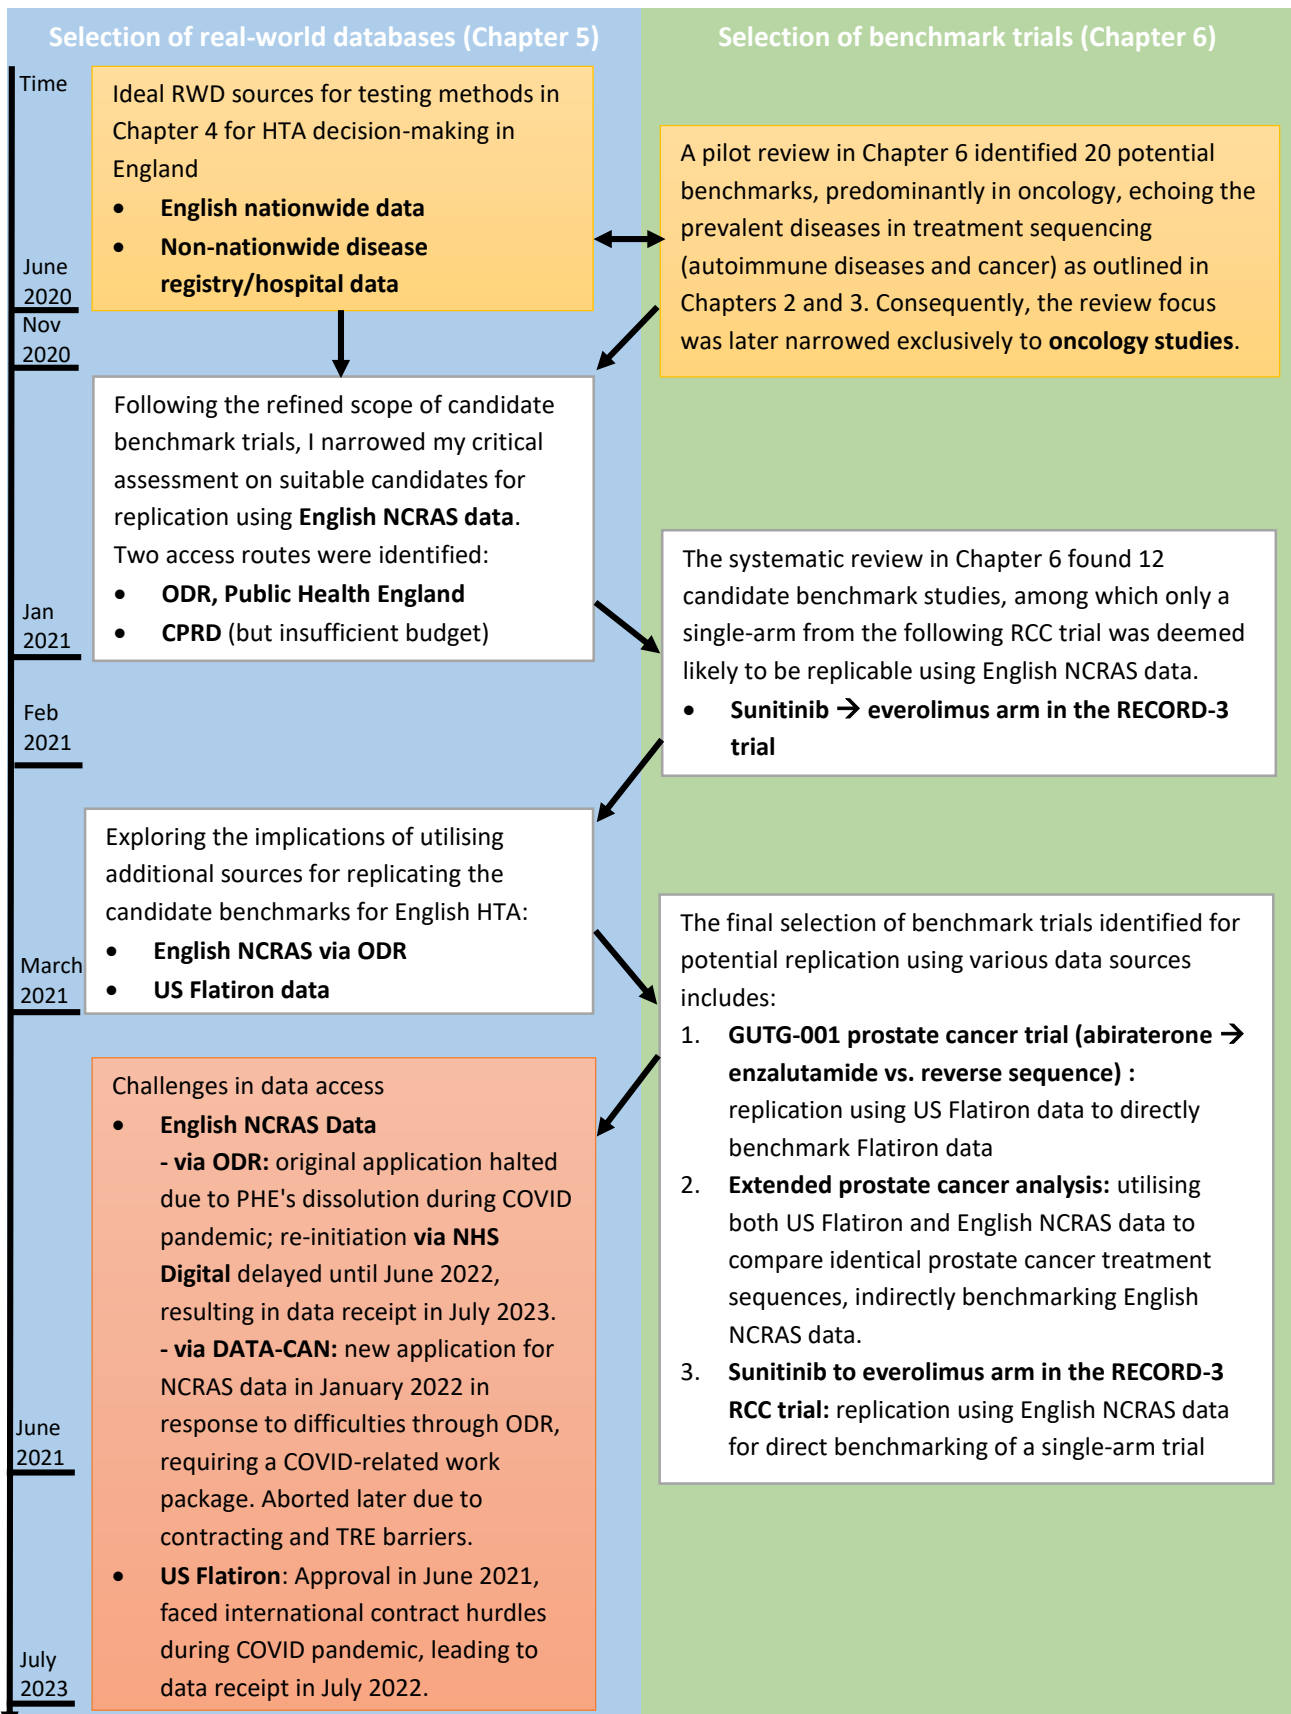 Selection of real-world databases (Chapter 5)
Selection of benchmark trials (Chapter 6)
Time
Ideal RWD sources for testing methods in
Chapter 4 for HTA decision-making in
England
• English nationwide data
• Non-nationwide disease
registry/hospital data
June
2020
Nov
2020
A pilot review in Chapter 6 identified 20 potential
benchmarks, predominantly in oncology, echoing the
prevalent diseases in treatment sequencing
(autoimmune diseases and cancer) as outlined in
Chapters 2 and 3. Consequently, the review focus
was later narrowed exclusively to oncology studies.
Following the refined scope of candidate
benchmark trials, I narrowed my critical
assessment on suitable candidates for
replication using English NCRAS data.
Two access routes were identified:
• ODR, Public Health England
• CPRD (but insufficient budget)
Jan
2021
The systematic review in Chapter 6 found 12
candidate benchmark studies, among which only a
single-arm from the following RCC trial was deemed
likely to be replicable using English NCRAS data.
• Sunitinib → everolimus arm in the RECORD-3
trial
Feb
2021
Exploring the implications of utilising
additional sources for replicating the
candidate benchmarks for English HTA:
• English NCRAS via ODR
• US Flatiron data
March
2021
The final selection of benchmark trials identified for
potential replication using various data sources
includes:
1. GUTG-001 prostate cancer trial (abiraterone →
enzalutamide vs. reverse sequence) :
replication using US Flatiron data to directly
benchmark Flatiron data
2. Extended prostate cancer analysis: utilising
both US Flatiron and English NCRAS data to
compare identical prostate cancer treatment
sequences, indirectly benchmarking English
NCRAS data.
3. Sunitinib to everolimus arm in the RECORD-3
RCC trial: replication using English NCRAS data
for direct benchmarking of a single-arm trial
Challenges in data access
• English NCRAS Data
- via ODR: original application halted
due to PHE's dissolution during COVID
pandemic; re-initiation via NHS
Digital delayed until June 2022,
resulting in data receipt in July 2023.
- via DATA-CAN: new application for
NCRAS data in January 2022 in
response to difficulties through ODR,
requiring a COVID-related work
package. Aborted later due to
contracting and TRE barriers.
• US Flatiron: Approval in June 2021,
faced international contract hurdles
during COVID pandemic, leading to
data receipt in July 2022.
June
2021
July
2023